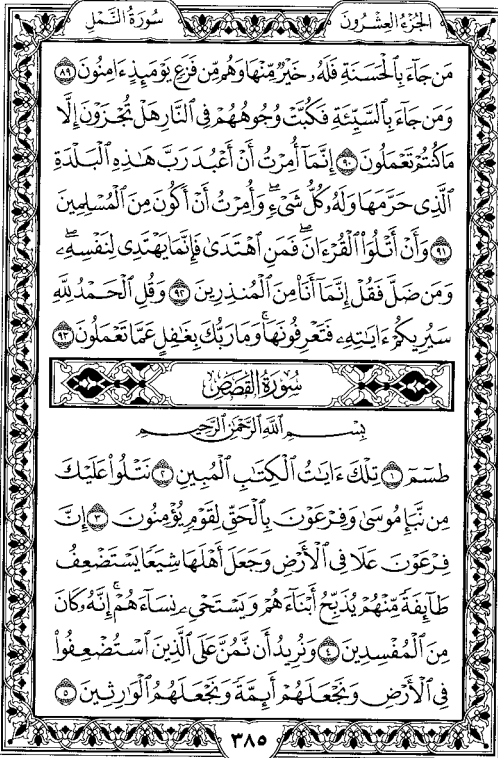 الجُزْءُ العِشْرُونَ
سُورَةُ النَّمْلِ
مَن جَآءَ بِٱلْحَسَنَةِ فَلَهُۥ خَيْرٌ مِّنْهَا وَهُم مِّن فَزَعٍ يَوْمَئِذٍ ءَامِنُونَ ٨٩
وَمَن جَآءَ بِٱلسَّيِّئَةِ فَكُبَّتْ وُجُوهُهُمْ فِى ٱلنَّارِ هَلْ تُجْزَوْنَ إِلَّا
مَا كُنتُمْ تَعْمَلُونَ ٩٠ إِنَّمَآ أُمِرْتُ أَنْ أَعْبُدَ رَبَّ هَٰذِهِ ٱلْبَلْدَةِ
ٱلَّذِى حَرَّمَهَا وَلَهُۥ كُلُّ شَىْءٍ ۖ وَأُمِرْتُ أَنْ أَكُونَ مِنَ ٱلْمُسْلِمِينَ
٩١ وَأَنْ أَتْلُوَا۟ ٱلْقُرْءَانَ ۖ فَمَنِ ٱهْتَدَىٰ فَإِنَّمَا يَهْتَدِى لِنَفْسِهِۦ ۖ
وَمَن ضَلَّ فَقُلْ إِنَّمَآ أَنَا۠ مِنَ ٱلْمُنذِرِينَ ٩٢ وَقُلِ ٱلْحَمْدُ لِلَّهِ
سَيُرِيكُمْ ءَايَٰتِهِۦ فَتَعْرِفُونَهَا ۚ وَمَا رَبُّكَ بِغَٰفِلٍ عَمَّا تَعْمَلُونَ ٩٣
سُورَةُ القَصَصِ
بِسْمِ ٱللَّهِ ٱلرَّحْمَٰنِ ٱلرَّحِيمِ
طسٓمٓ ١ تِلْكَ ءَايَٰتُ ٱلْكِتَٰبِ ٱلْمُبِينِ ٢ نَتْلُوا۟ عَلَيْكَ
مِن نَّبَإِ مُوسَىٰ وَفِرْعَوْنَ بِٱلْحَقِّ لِقَوْمٍ يُؤْمِنُونَ ٣ إِنَّ
فِرْعَوْنَ عَلَا فِى ٱلْأَرْضِ وَجَعَلَ أَهْلَهَا شِيَعًا يَسْتَضْعِفُ
طَآئِفَةً مِّنْهُمْ يُذَبِّحُ أَبْنَآءَهُمْ وَيَسْتَحْىِۦ نِسَآءَهُمْ ۚ إِنَّهُۥ كَانَ
مِنَ ٱلْمُفْسِدِينَ ٤ وَنُرِيدُ أَن نَّمُنَّ عَلَى ٱلَّذِينَ ٱسْتُضْعِفُوا۟
فِى ٱلْأَرْضِ وَنَجْعَلَهُمْ أَئِمَّةً وَنَجْعَلَهُمُ ٱلْوَٰرِثِينَ ٥
٣٨٥